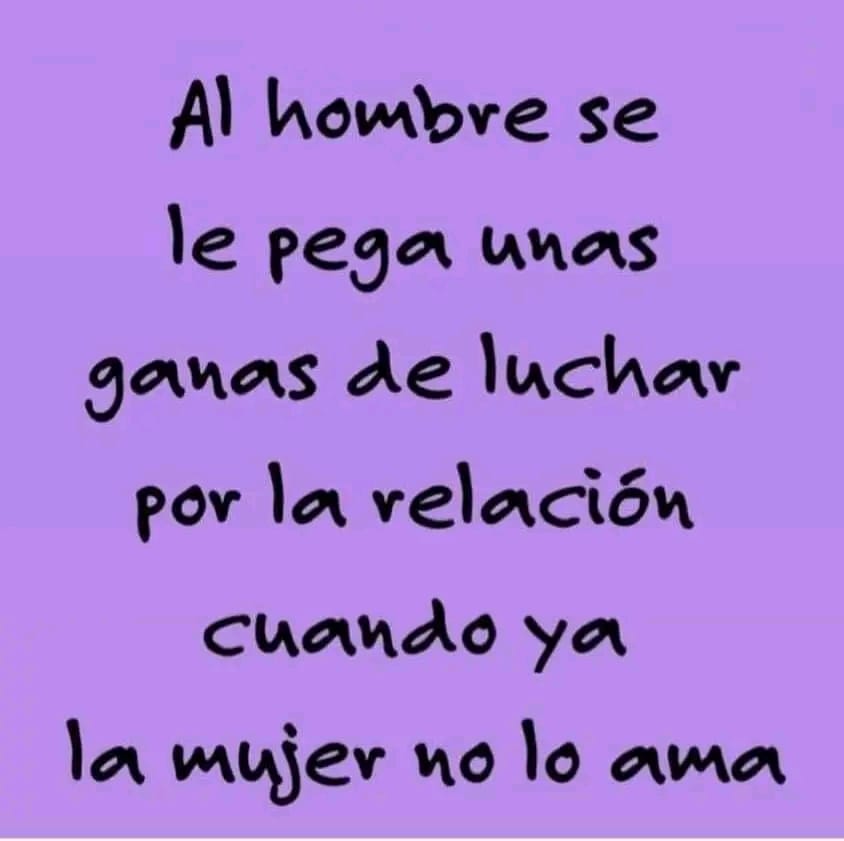 Al hombre se
le pega unas
ganas de luchar
por la relación
cuando ya
la mujer no lo ama